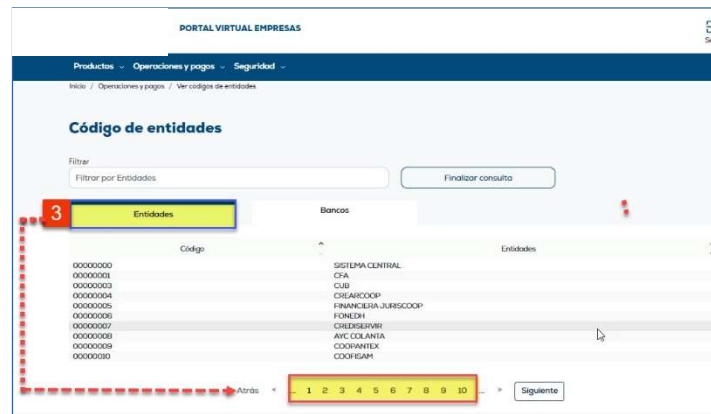 PORTAL VIRTUAL EMPRESAS
Productos Operaciones y pagos Seguridad
Inicio / Operaciones y pagos / Ver códigos de entidades
Código de entidades
Filtrar
Filtrar por Entidades Finalizar consulta
3 Entidades Bancos
Código Entidades
00000000 SISTEMA CENTRAL
00000001 CFA
00000003 CUB
00000004 CREARCOOP
00000005 FINANCIERA JURISCOOP
00000006 FONEDH
00000007 CREDISERVIR
00000008 AYC COLANTA
00000009 COOPANTEX
00000010 COOFISAM
Atrás < ... 1 2 3 4 5 6 7 8 9 10 ... > Siguiente